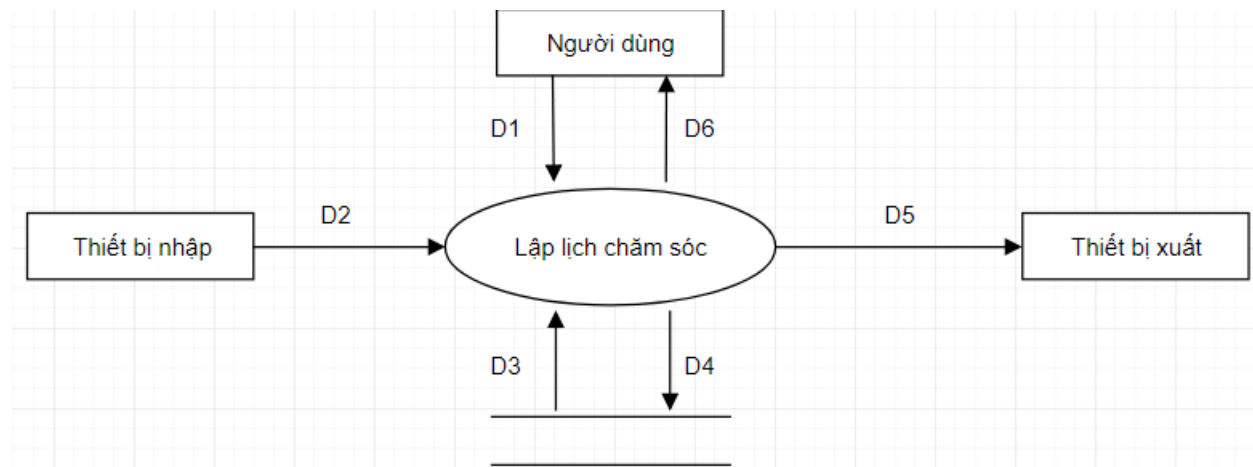 Người dùng
D1
D6
D2
D5
Thiết bị nhập
Lập lịch chăm sóc
Thiết bị xuất
D3
D4